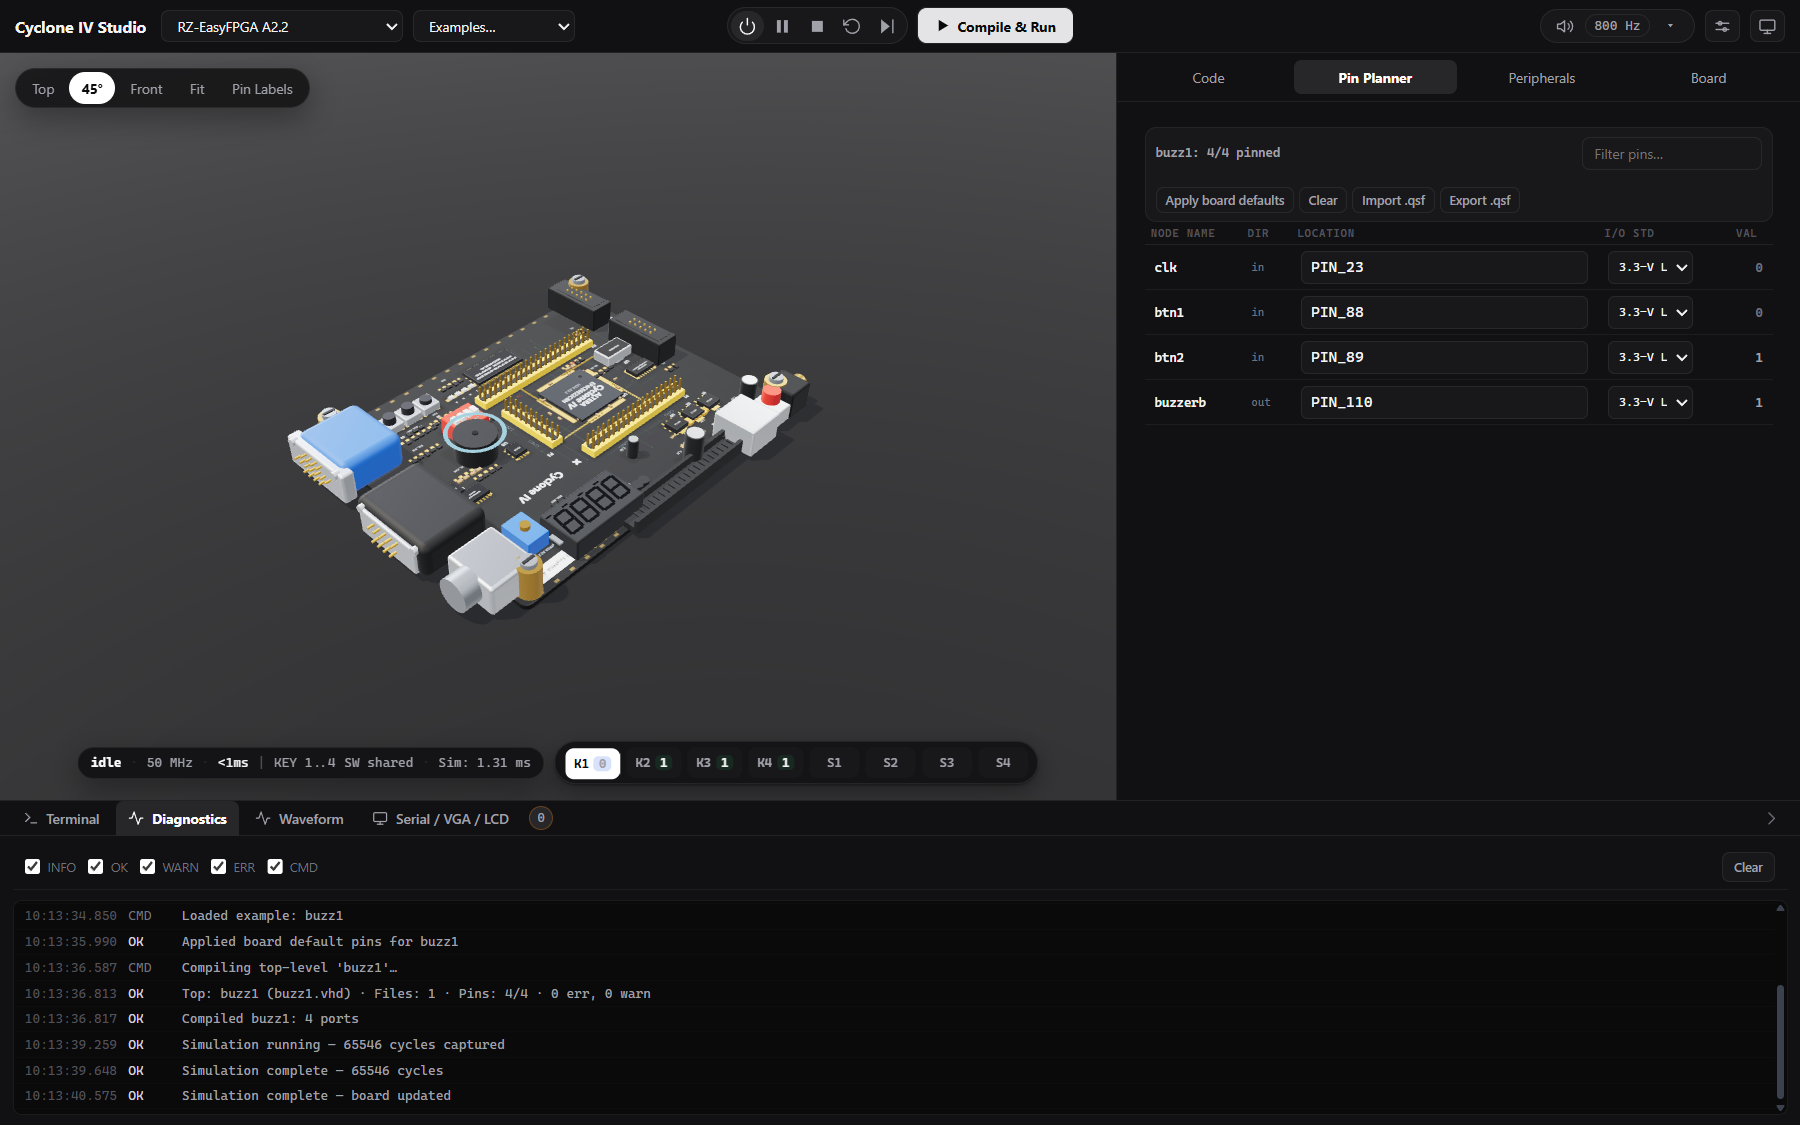 Cyclone IV Studio
RZ-EasyFPGA A2.2
Examples...
Compile & Run
800 Hz
Top 45° Front Fit Pin Labels
Code Pin Planner Peripherals Board
buzz1: 4/4 pinned
Filter pins...
Apply board defaults Clear Import .qsf Export .qsf
NODE NAME DIR LOCATION I/O STD VAL
clk in PIN_23 3.3-V L 0
btn1 in PIN_88 3.3-V L 0
btn2 in PIN_89 3.3-V L 1
buzzerb out PIN_110 3.3-V L 1
ALTERA
Cyclone IV
Cyclone IV
8888
idle · 50 MHz · <1ms | KEY 1..4 SW shared · Sim: 1.31 ms
K1 0 K2 1 K3 1 K4 1 S1 S2 S3 S4
Terminal Diagnostics Waveform Serial / VGA / LCD 0
INFO OK WARN ERR CMD
Clear
10:13:34.850 CMD Loaded example: buzz1
10:13:35.990 OK Applied board default pins for buzz1
10:13:36.587 CMD Compiling top-level 'buzz1'…
10:13:36.813 OK Top: buzz1 (buzz1.vhd) · Files: 1 · Pins: 4/4 · 0 err, 0 warn
10:13:36.817 OK Compiled buzz1: 4 ports
10:13:39.259 OK Simulation running — 65546 cycles captured
10:13:39.648 OK Simulation complete — 65546 cycles
10:13:40.575 OK Simulation complete — board updated